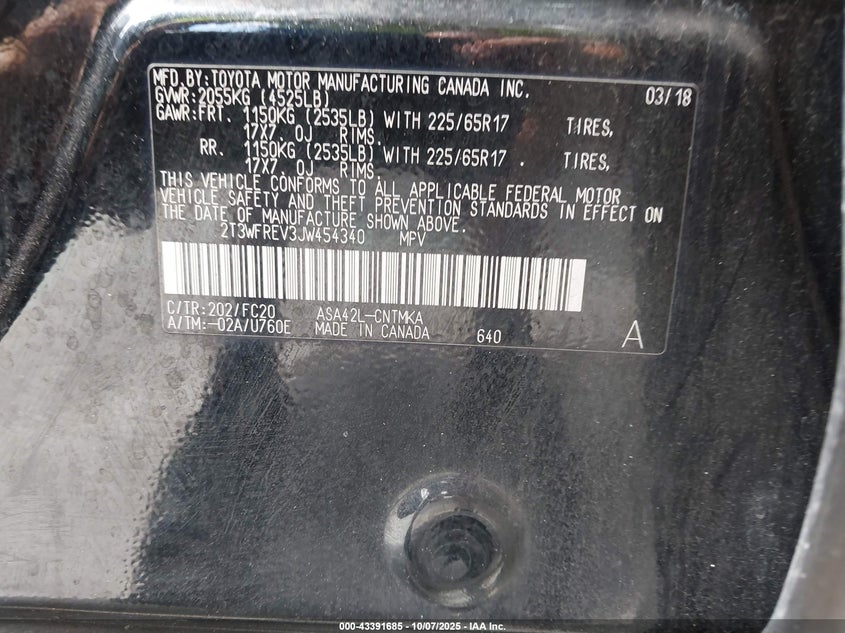 MFD.BY:TOYOTA MOTOR MANUFACTURING CANADA INC. 03/18
GVWR:2055KG (4525LB)
GAWR:FRT. 1150KG (2535LB) WITH 225/65R17 TIRES,
17X7.0J RIMS.
RR. 1150KG (2535LB) WITH 225/65R17 . TIRES,
17X7.0J RIMS.
THIS VEHICLE CONFORMS TO ALL APPLICABLE FEDERAL MOTOR
VEHICLE SAFETY AND THEFT PREVENTION STANDARDS IN EFFECT ON
THE DATE OF MANUFACTURE SHOWN ABOVE.
2T3WFREV3JW454340 MPV
C/TR:202/FC20 ASA42L-CNTMKA
A/TM:-02A/U760E MADE IN CANADA 640 A
000-43391685 - 10/07/2025 - IAA Inc.